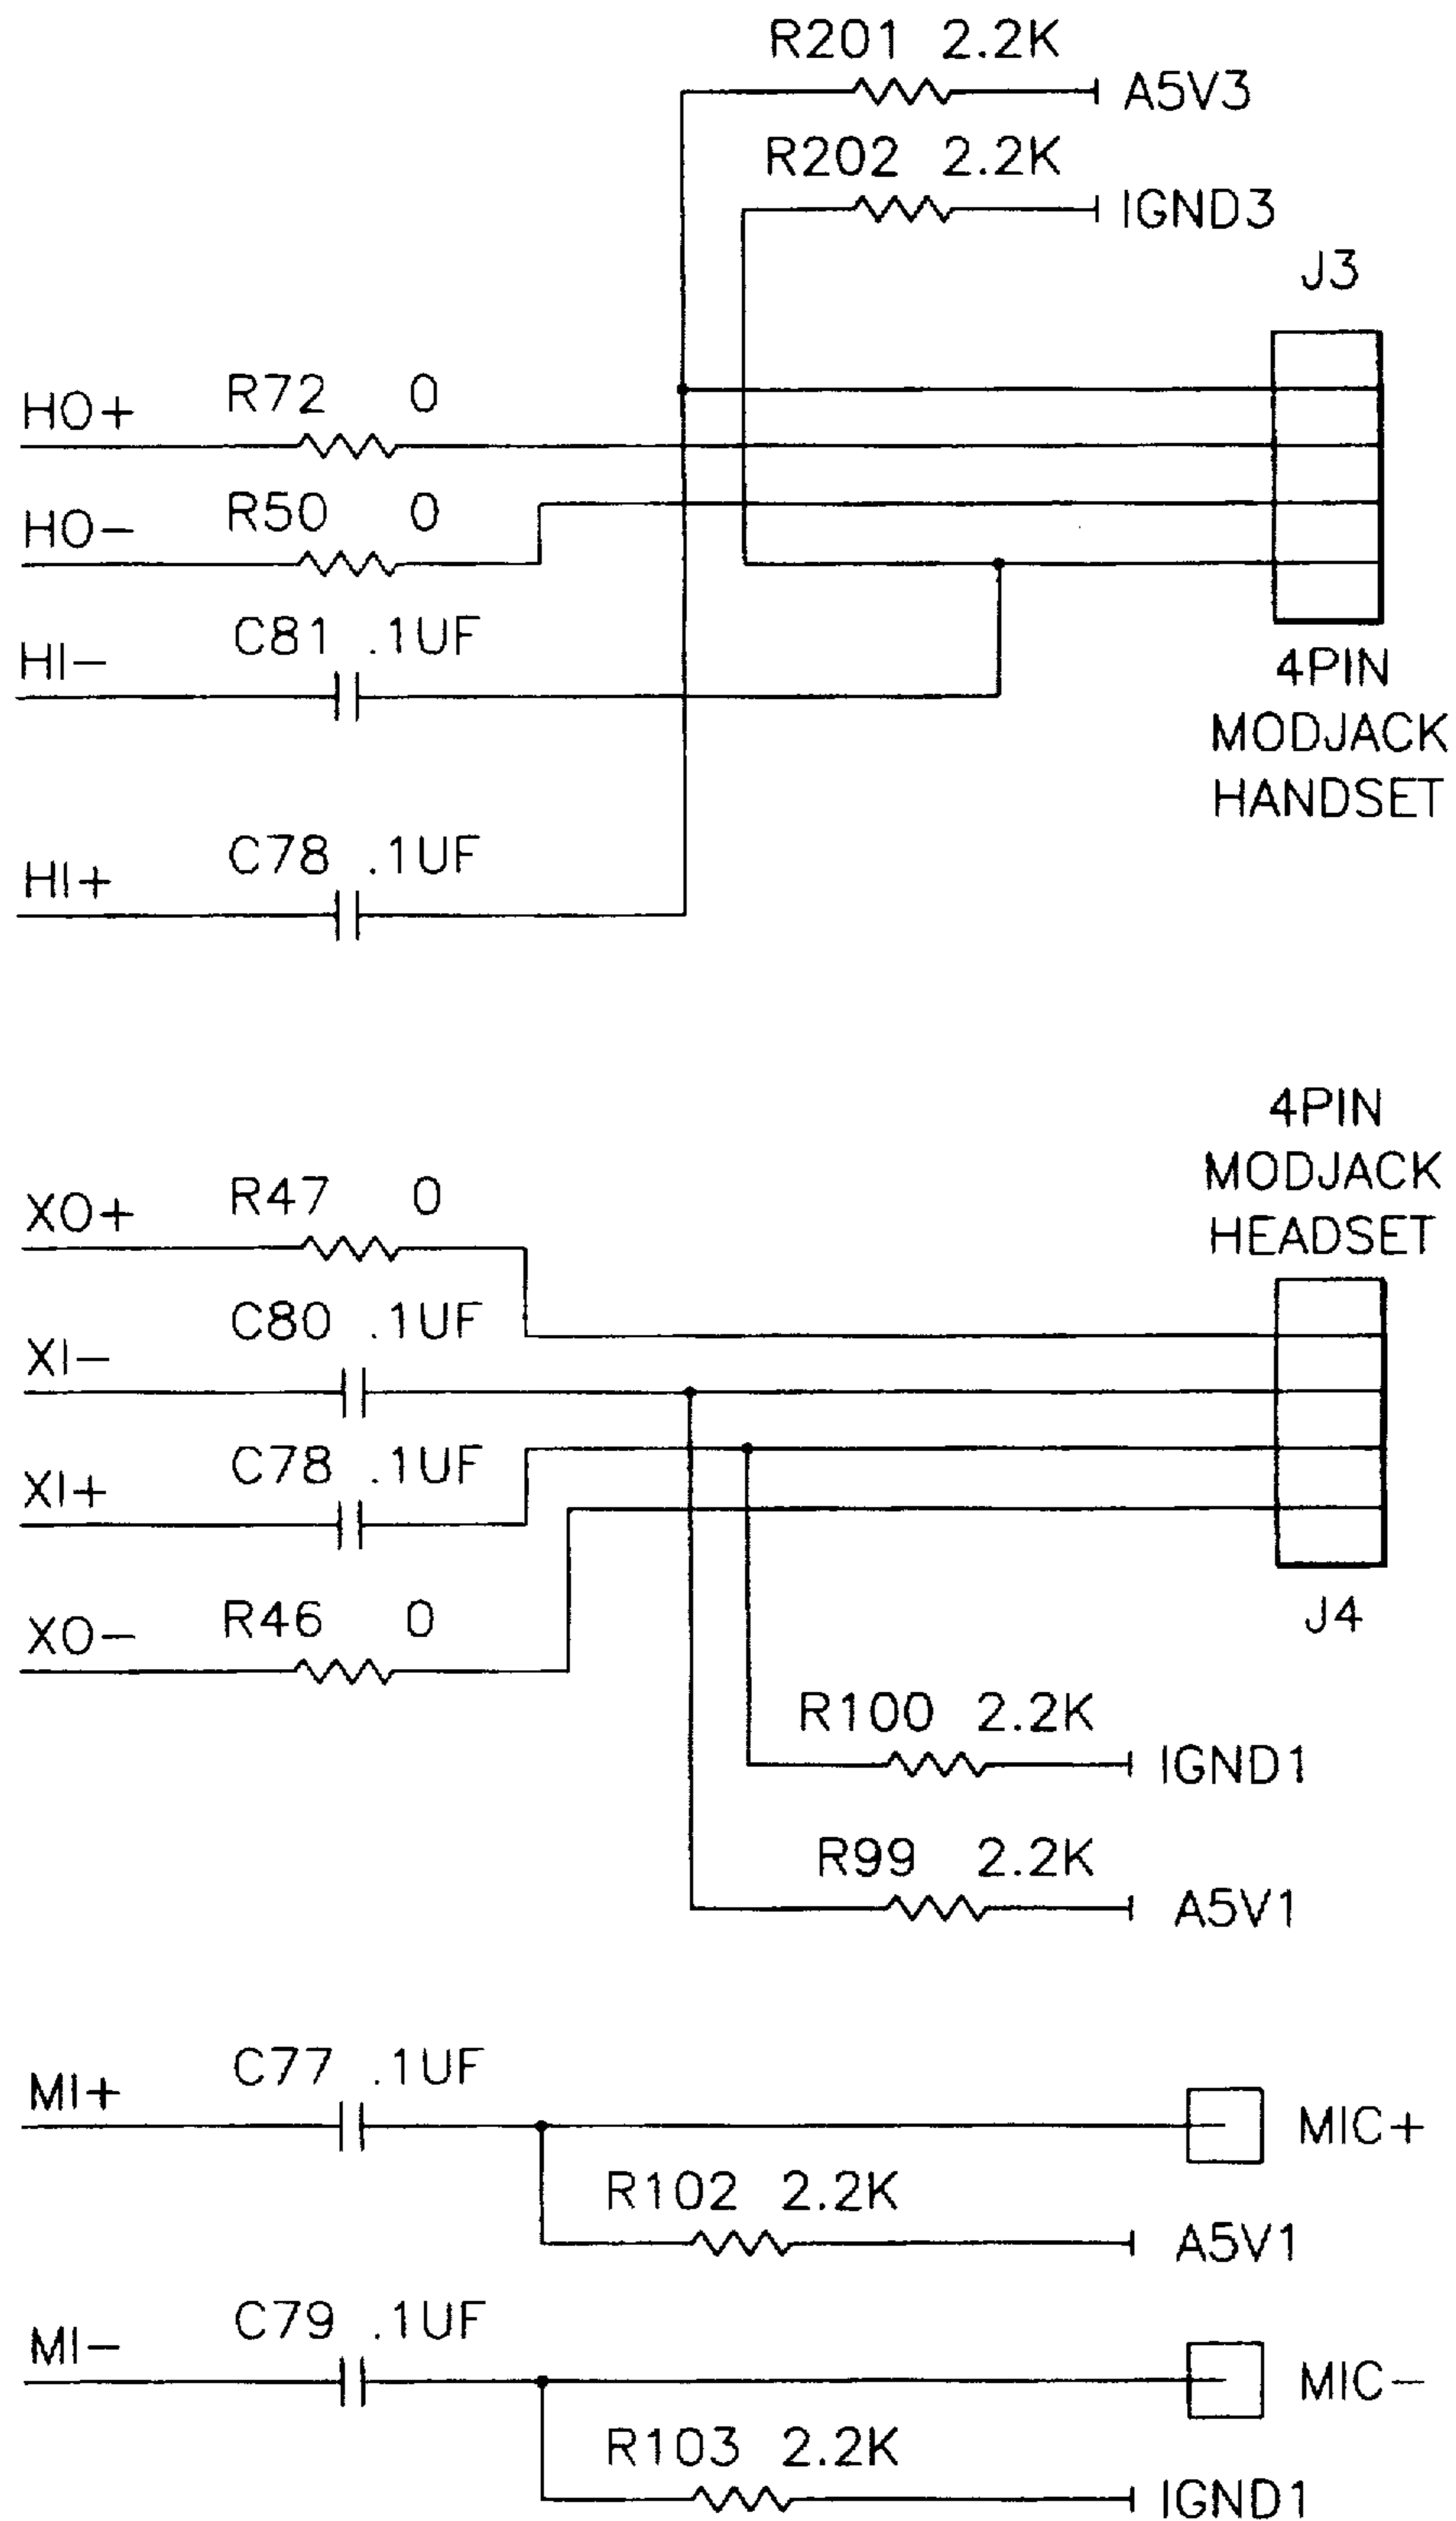 R201 2.2K
A5V3
R202 2.2K
IGND3
J3
HO+
R72 0
HO-
R50 0
HI-
C81 .1UF
4PIN
MODJACK
HANDSET
HI+
C78 .1UF
4PIN
MODJACK
HEADSET
XO+
R47 0
XI-
C80 .1UF
XI+
C78 .1UF
XO-
R46 0
J4
R100 2.2K
IGND1
R99 2.2K
A5V1
MI+
C77 .1UF
MIC+
R102 2.2K
A5V1
MI-
C79 .1UF
MIC-
R103 2.2K
IGND1